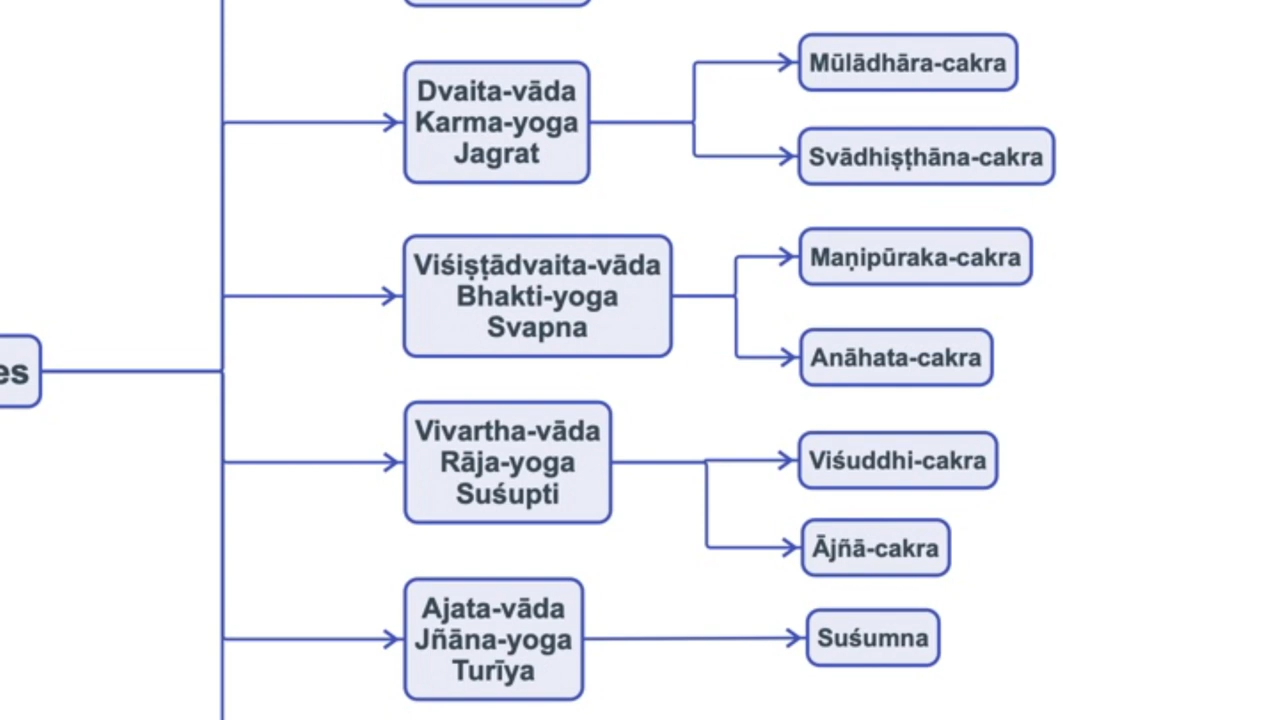 Dvaita-vāda
Karma-yoga
Jagrat
Mūlādhāra-cakra
Svādhiṣṭhāna-cakra
Viśiṣṭādvaita-vāda
Bhakti-yoga
Svapna
Maṇipūraka-cakra
Anāhata-cakra
es
Vivartha-vāda
Rāja-yoga
Suśupti
Viśuddhi-cakra
Ājñā-cakra
Ajata-vāda
Jñāna-yoga
Turīya
Suśumna